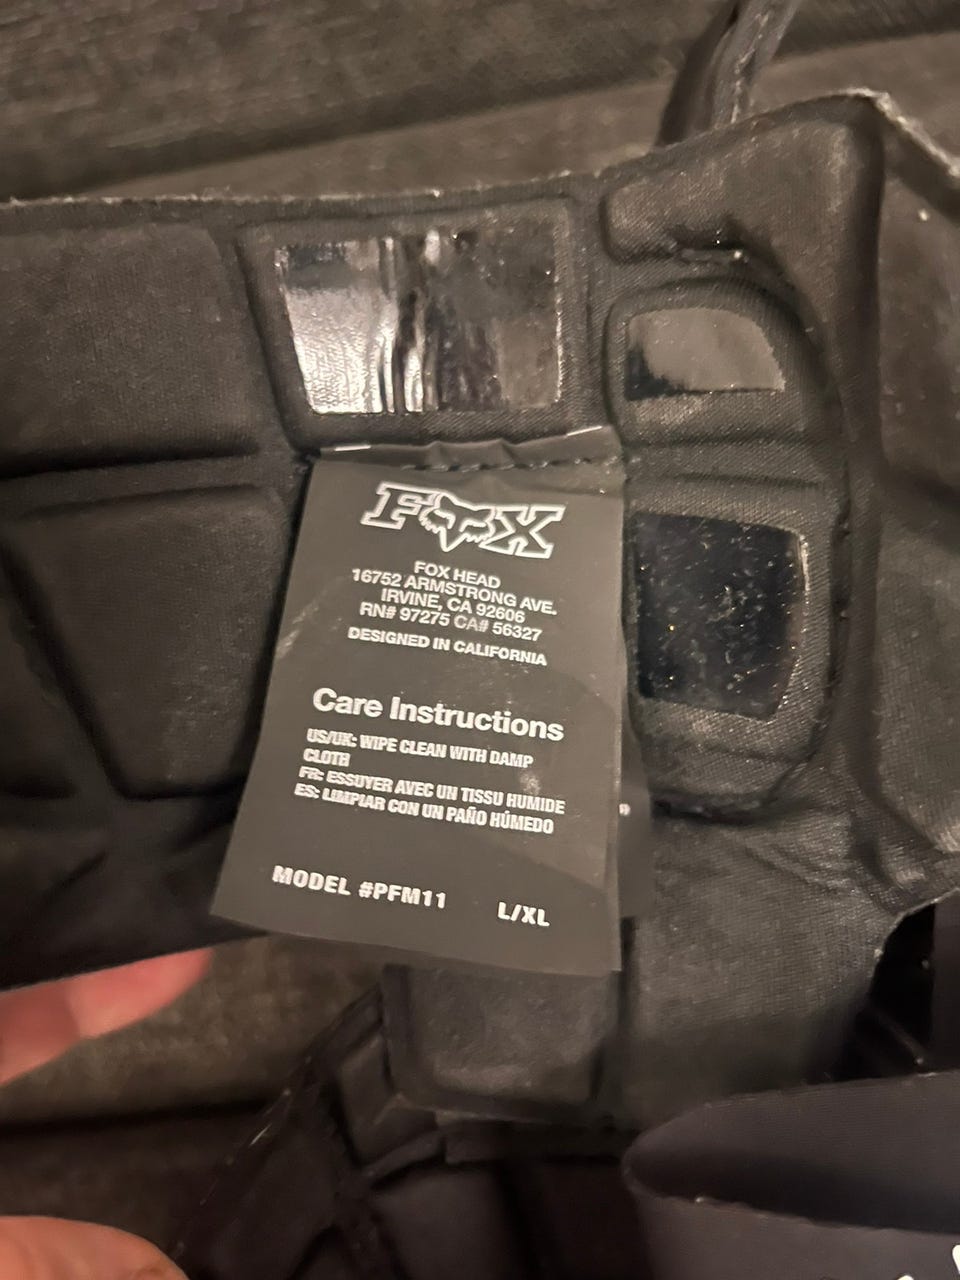 FOX
FOX HEAD
16752 ARMSTRONG AVE.
IRVINE, CA 92606
RN# 97275 CA# 56327
DESIGNED IN CALIFORNIA
Care Instructions
US/UK: WIPE CLEAN WITH DAMP
CLOTH
FR: ESSUYER AVEC UN TISSU HUMIDE
ES: LIMPIAR CON UN PAÑO HÚMEDO
MODEL #PFM11 L/XL